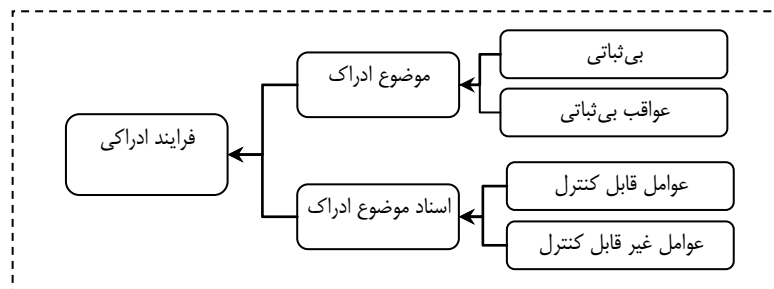 بی‌ثباتی
موضوع ادراک
عواقب بی‌ثباتی
فرایند ادراکی
عوامل قابل کنترل
اسناد موضوع ادراک
عوامل غیر قابل کنترل